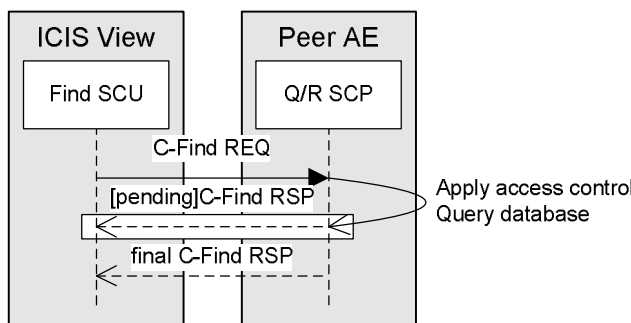 ICIS View
Peer AE
Find SCU
Q/R SCP
C-Find REQ
[pending]C-Find RSP
Apply access control
Query database
final C-Find RSP